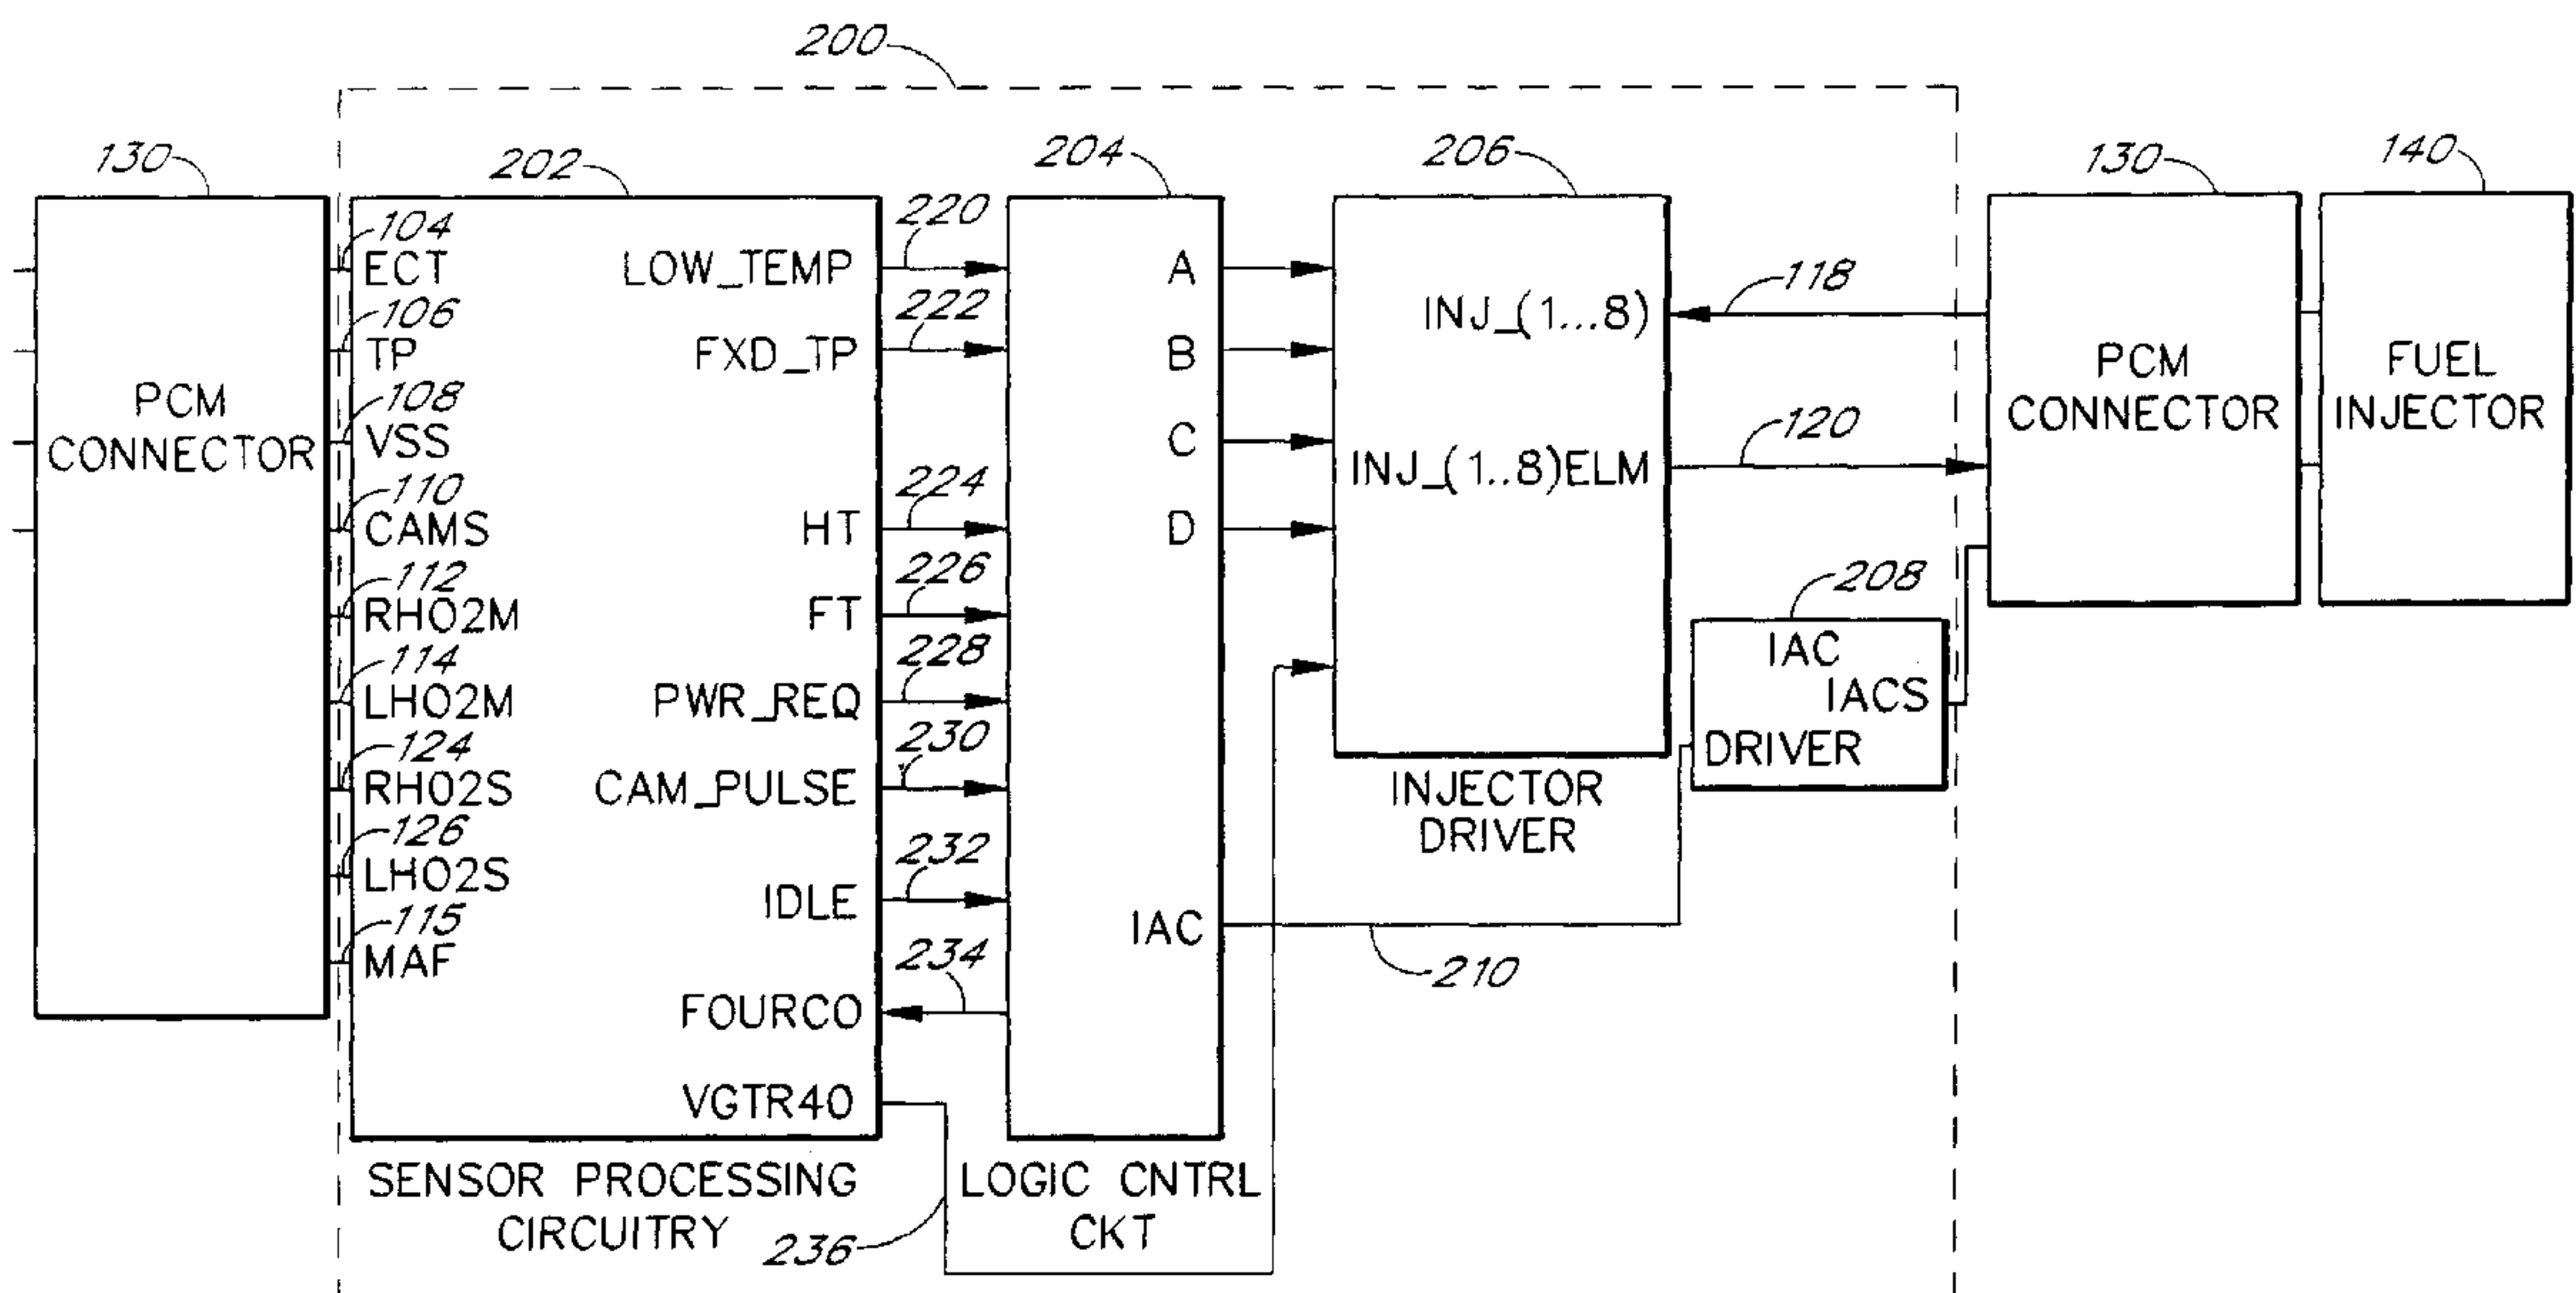 200
130
202
204
206
130
140
PCM
CONNECTOR
104
ECT
106
TP
108
VSS
110
CAMS
112
RHO2M
114
LHO2M
124
RHO2S
126
LHO2S
115
MAF
LOW_TEMP
220
FXD_TP
222
HT
224
FT
226
PWR_REQ
228
CAM_PULSE
230
IDLE
232
FOURCO
234
VGTR40
236
SENSOR PROCESSING
CIRCUITRY
A
B
C
D
IAC
210
LOGIC CNTRL
CKT
INJ_(1...8)
118
INJ_(1..8)ELM
120
INJECTOR
DRIVER
208
IAC
IACS
DRIVER
PCM
CONNECTOR
FUEL
INJECTOR